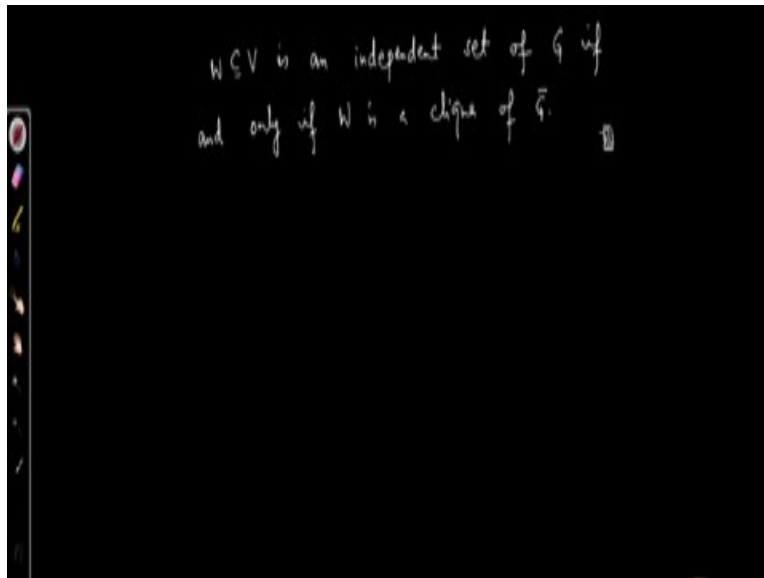 W ⊆ V is an independent set of G if
and only if W is a clique of Ḡ.